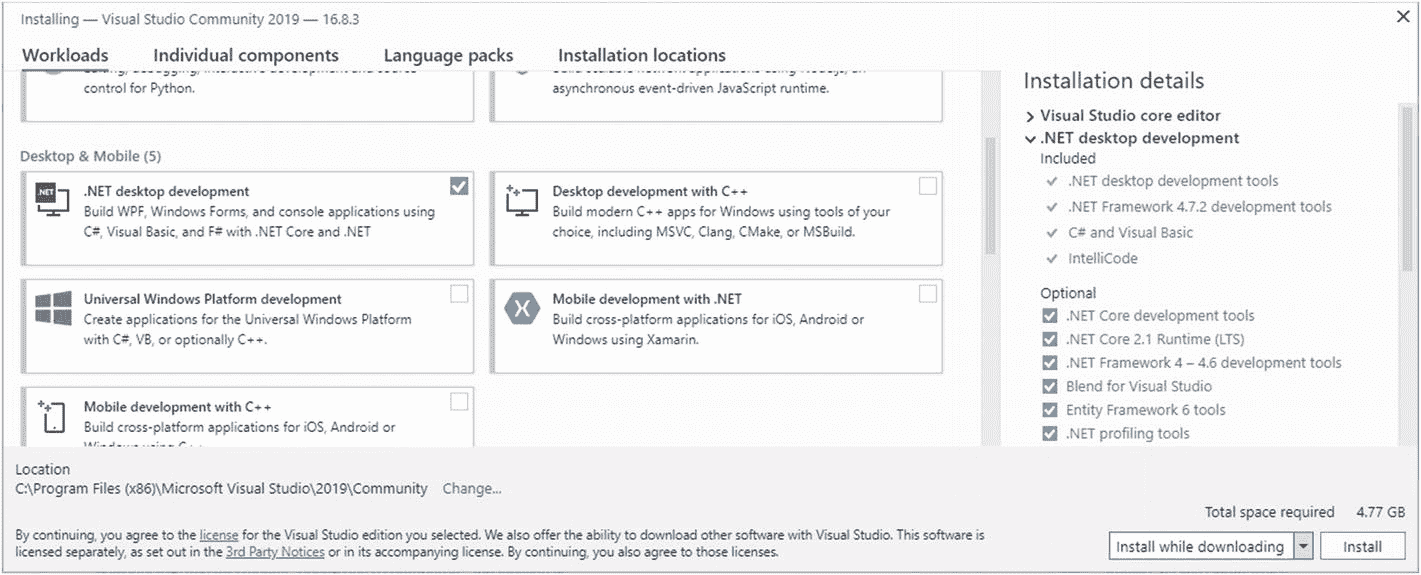 Installing — Visual Studio Community 2019 — 16.8.3
Workloads
Individual components
Language packs
Installation locations
control for Python.
asynchronous event-driven JavaScript runtime.
Desktop & Mobile (5)
.NET
.NET desktop development
Build WPF, Windows Forms, and console applications using
C#, Visual Basic, and F# with .NET Core and .NET
Desktop development with C++
Build modern C++ apps for Windows using tools of your
choice, including MSVC, Clang, CMake, or MSBuild.
Universal Windows Platform development
Create applications for the Universal Windows Platform
with C#, VB, or optionally C++.
Mobile development with .NET
Build cross-platform applications for iOS, Android or
Windows using Xamarin.
Mobile development with C++
Build cross-platform applications for iOS, Android or
Installation details
Visual Studio core editor
.NET desktop development
Included
.NET desktop development tools
.NET Framework 4.7.2 development tools
C# and Visual Basic
IntelliCode
Optional
.NET Core development tools
.NET Core 2.1 Runtime (LTS)
.NET Framework 4 – 4.6 development tools
Blend for Visual Studio
Entity Framework 6 tools
.NET profiling tools
Location
C:\Program Files (x86)\Microsoft Visual Studio\2019\Community Change...
Total space required 4.77 GB
By continuing, you agree to the license for the Visual Studio edition you selected. We also offer the ability to download other software with Visual Studio. This software is
licensed separately, as set out in the 3rd Party Notices or in its accompanying license. By continuing, you also agree to those licenses.
Install while downloading
Install